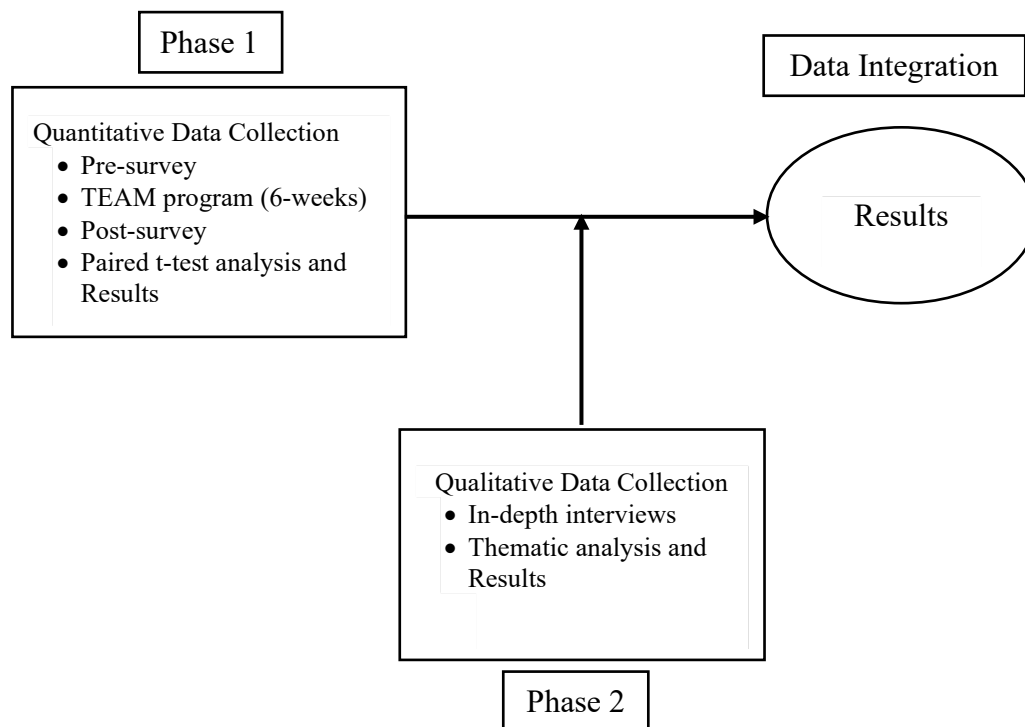 Phase 1
Data Integration
Quantitative Data Collection
• Pre-survey
• TEAM program (6-weeks)
• Post-survey
• Paired t-test analysis and
Results
Results
Qualitative Data Collection
• In-depth interviews
• Thematic analysis and
Results
Phase 2